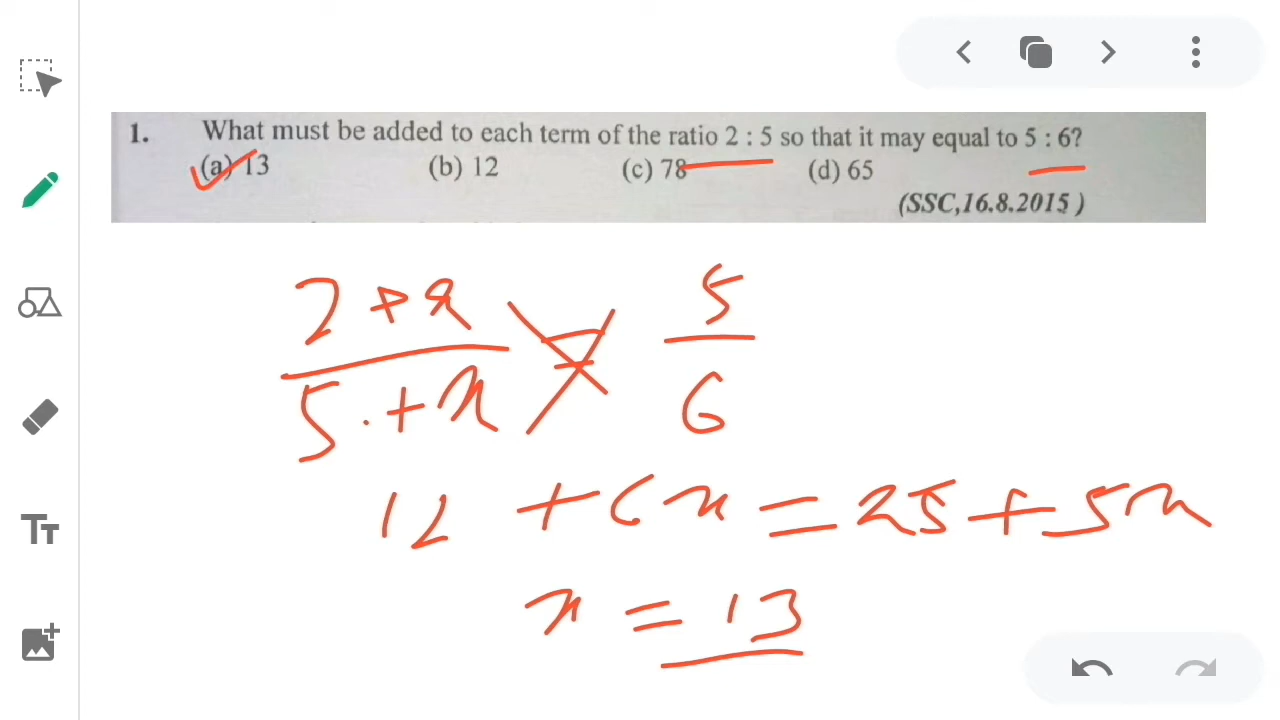 1. What must be added to each term of the ratio 2 : 5 so that it may equal to 5 : 6?
(a) 13 (b) 12 (c) 78 (d) 65
(SSC,16.8.2015 )
2 + x 5
5 + x = 6
12 + 6x = 25 + 5x
x = 13
TT